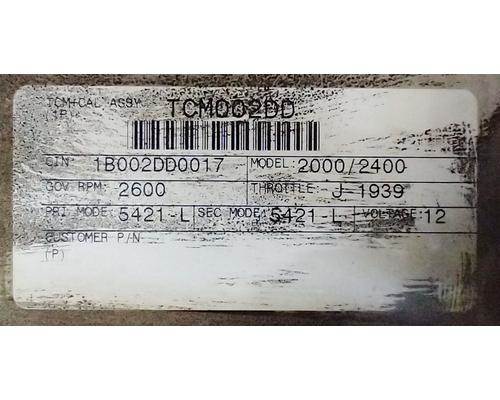 TCM+CAL ASSY TCM002DD
(1P)
CIN: 1B002DD0017 MODEL: 2000/2400
GOV RPM: 2600 THROTTLE: J-1939
PRI MODE: 5421-L SEC MODE: 5421-L VOLTAGE: 12
CUSTOMER P/N
(P)